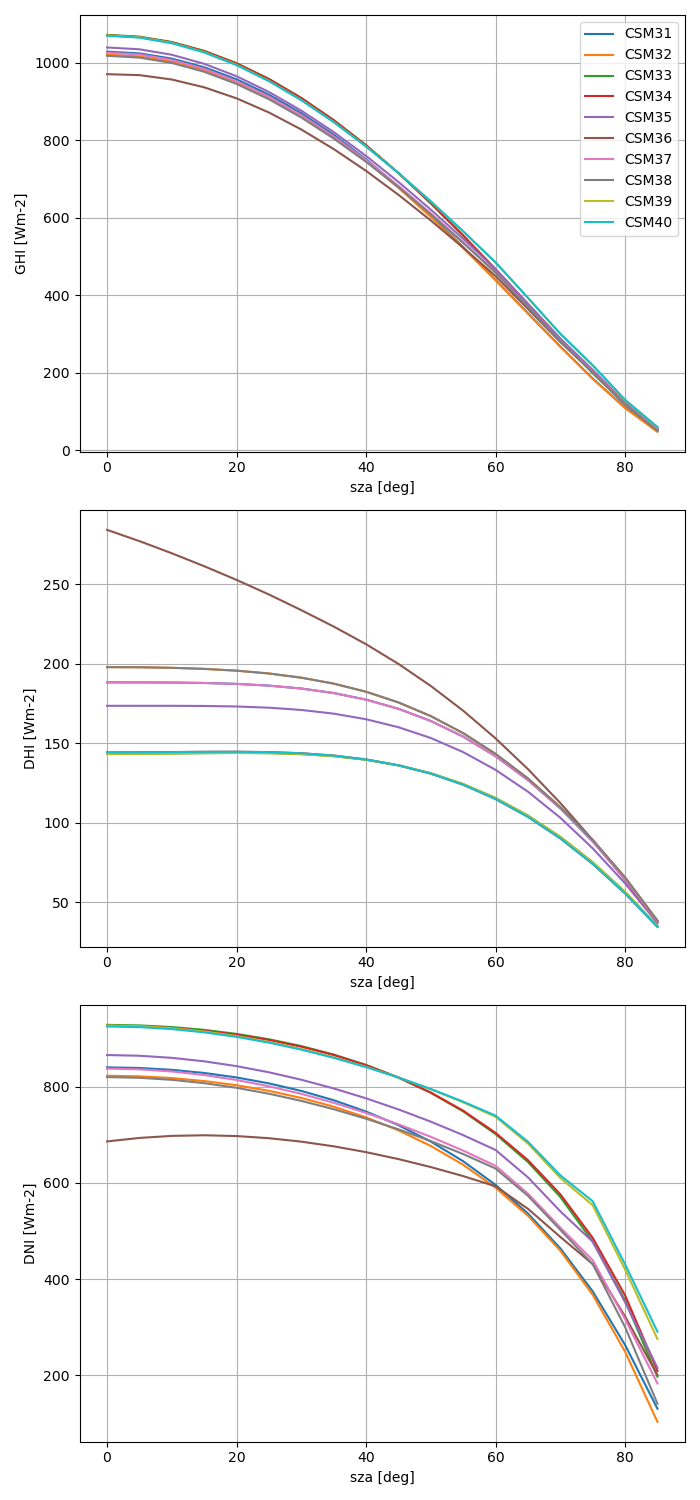 1000
800
600
400
200
0
GHI [Wm-2]
0 20 40 60 80
sza [deg]
CSM31
CSM32
CSM33
CSM34
CSM35
CSM36
CSM37
CSM38
CSM39
CSM40
250
200
150
100
50
DHI [Wm-2]
0 20 40 60 80
sza [deg]
800
600
400
200
DNI [Wm-2]
0 20 40 60 80
sza [deg]